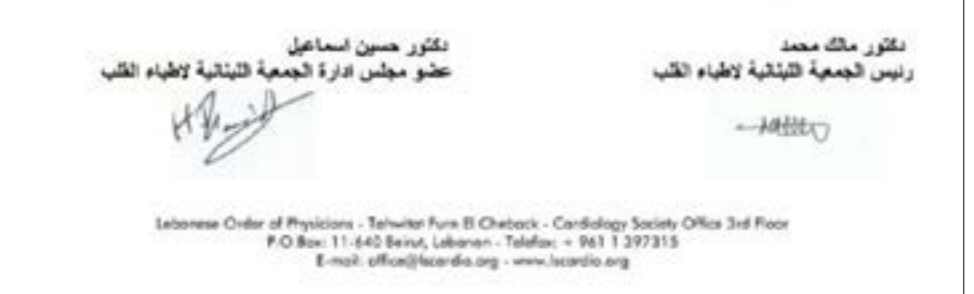 دكتور مالك محمد
رئيس الجمعية اللبنانية لاطباء القلب
دكتور حسين اسماعيل
عضو مجلس ادارة الجمعية اللبنانية لاطباء القلب
Lebanese Order of Physicians - Tahwitat Furn El Cheback - Cardiology Society Office 3rd Floor
P.O.Box: 11-640 Beirut, Lebanon - Telefax: + 961 1 397315
E-mail: office@lscardio.org - www.lscardio.org